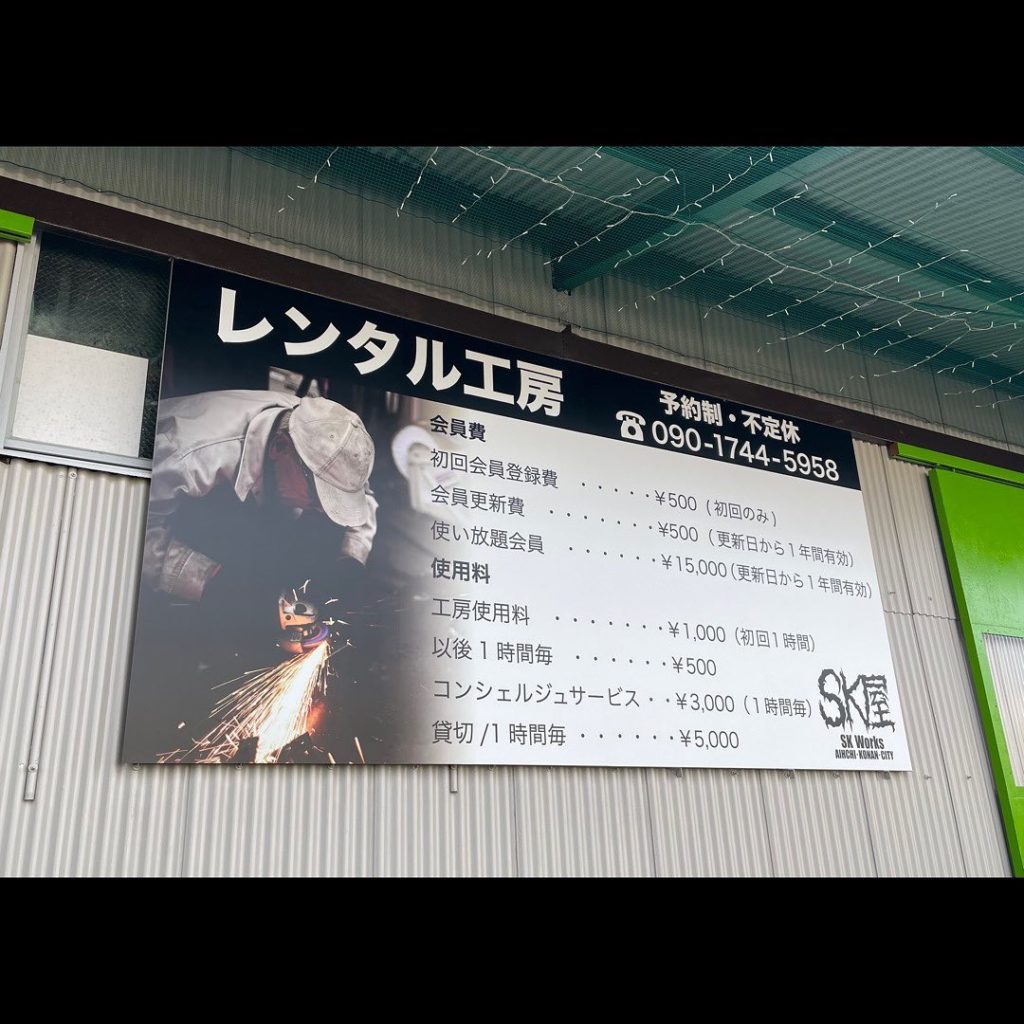 レンタル工房
予約制・不定休
☎090-1744-5958
会員費
初回会員登録費 ・・・・・・¥500（初回のみ）
会員更新費 ・・・・・・・¥500（更新日から1年間有効）
使い放題会員 ・・・・・・¥15,000（更新日から1年間有効）
使用料
工房使用料 ・・・・・・・¥1,000（初回1時間）
以後1時間毎 ・・・・・・¥500
コンシェルジュサービス・・¥3,000（1時間毎）
貸切/1時間毎・・・・・・¥5,000
SK屋
SK Works
AIHCHI-KONAN-CITY